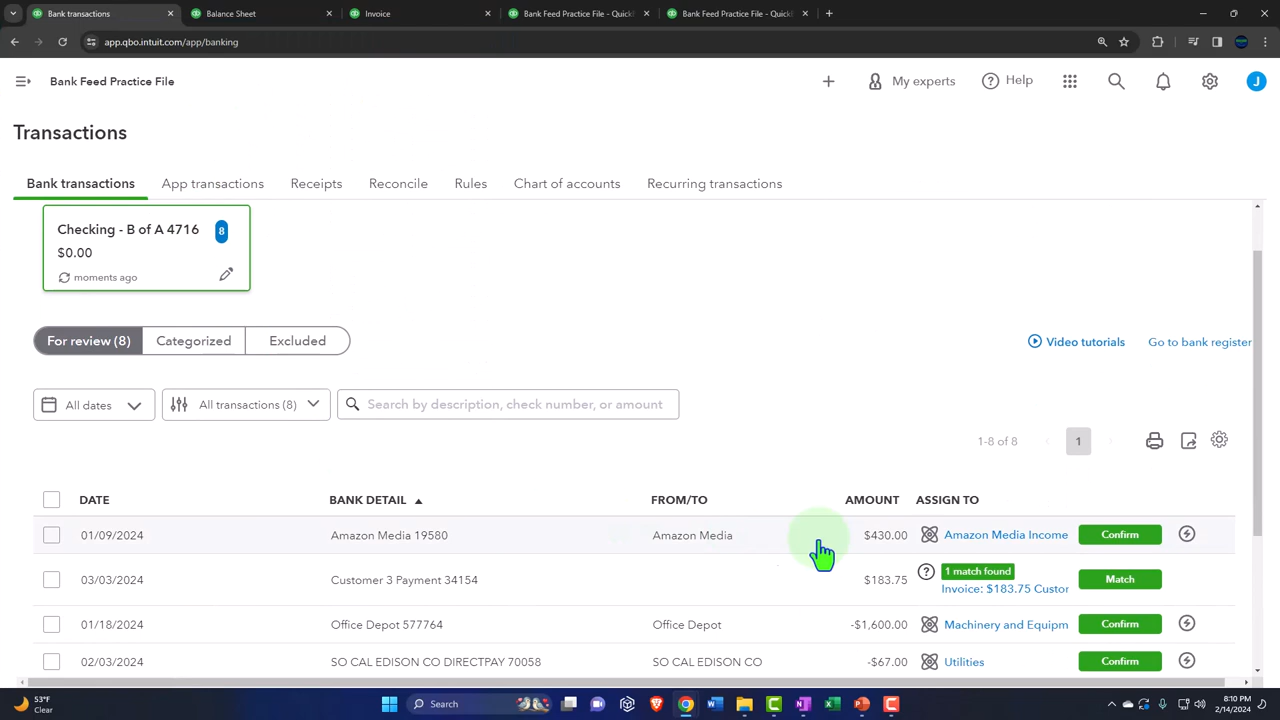 Bank transactions
Balance Sheet
Invoice
Bank Feed Practice File - Quick
Bank Feed Practice File - Quick
app.qbo.intuit.com/app/banking
Bank Feed Practice File
My experts
Help
J
Transactions
Bank transactions
App transactions
Receipts
Reconcile
Rules
Chart of accounts
Recurring transactions
Checking - B of A 4716
8
$0.00
moments ago
For review (8)
Categorized
Excluded
Video tutorials
Go to bank register
All dates
All transactions (8)
Search by description, check number, or amount
1-8 of 8
1
DATE
BANK DETAIL
FROM/TO
AMOUNT
ASSIGN TO
01/09/2024
Amazon Media 19580
Amazon Media
$430.00
Amazon Media Income
Confirm
03/03/2024
Customer 3 Payment 34154
$183.75
1 match found
Invoice: $183.75 Custor
Match
01/18/2024
Office Depot 577764
Office Depot
-$1,600.00
Machinery and Equipm
Confirm
02/03/2024
SO CAL EDISON CO DIRECTPAY 70058
SO CAL EDISON CO
-$67.00
Utilities
Confirm
53°F
Clear
Search
8:10 PM
2/14/2024